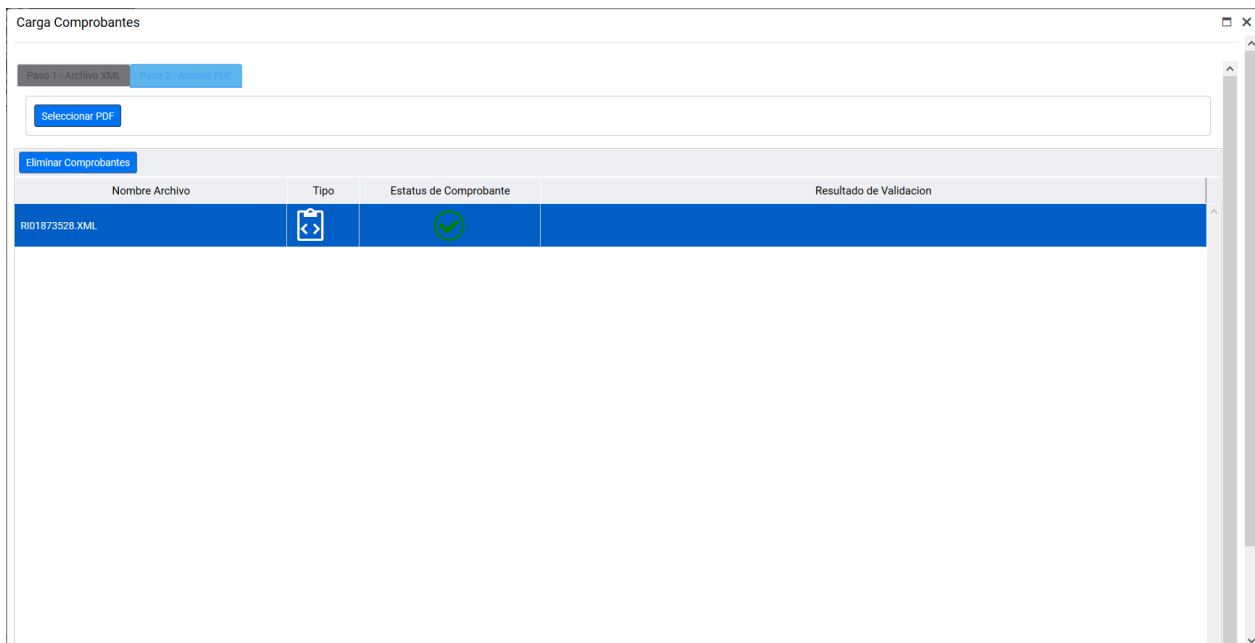 Carga Comprobantes
Paso 1 - Archivo XML Paso 2 - Archivo PDF
Seleccionar PDF
Eliminar Comprobantes
Nombre Archivo Tipo Estatus de Comprobante Resultado de Validacion
RI01873528.XML